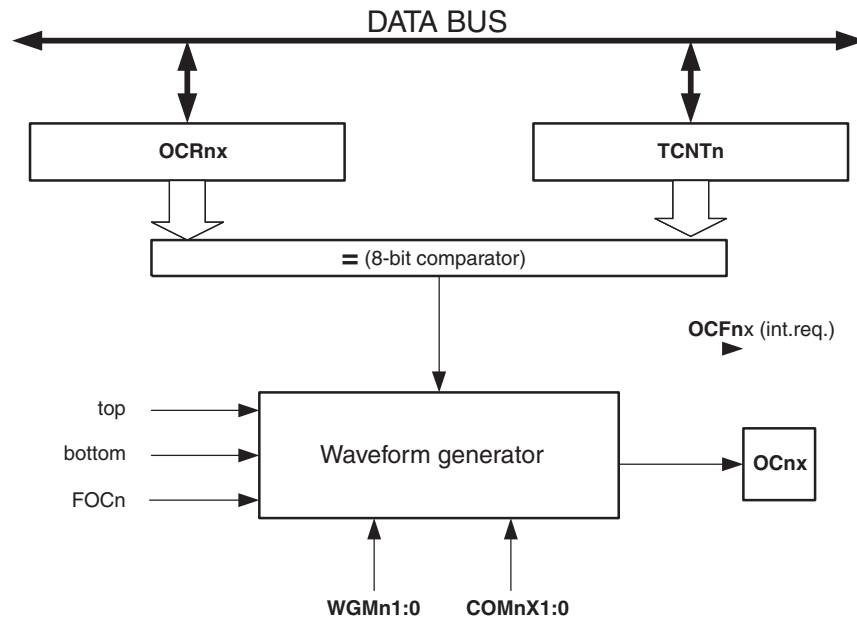 DATA BUS
OCRnx
TCNTn
= (8-bit comparator)
OCFnx (int.req.)
top
bottom
FOCn
Waveform generator
OCnx
WGMn1:0
COMnX1:0